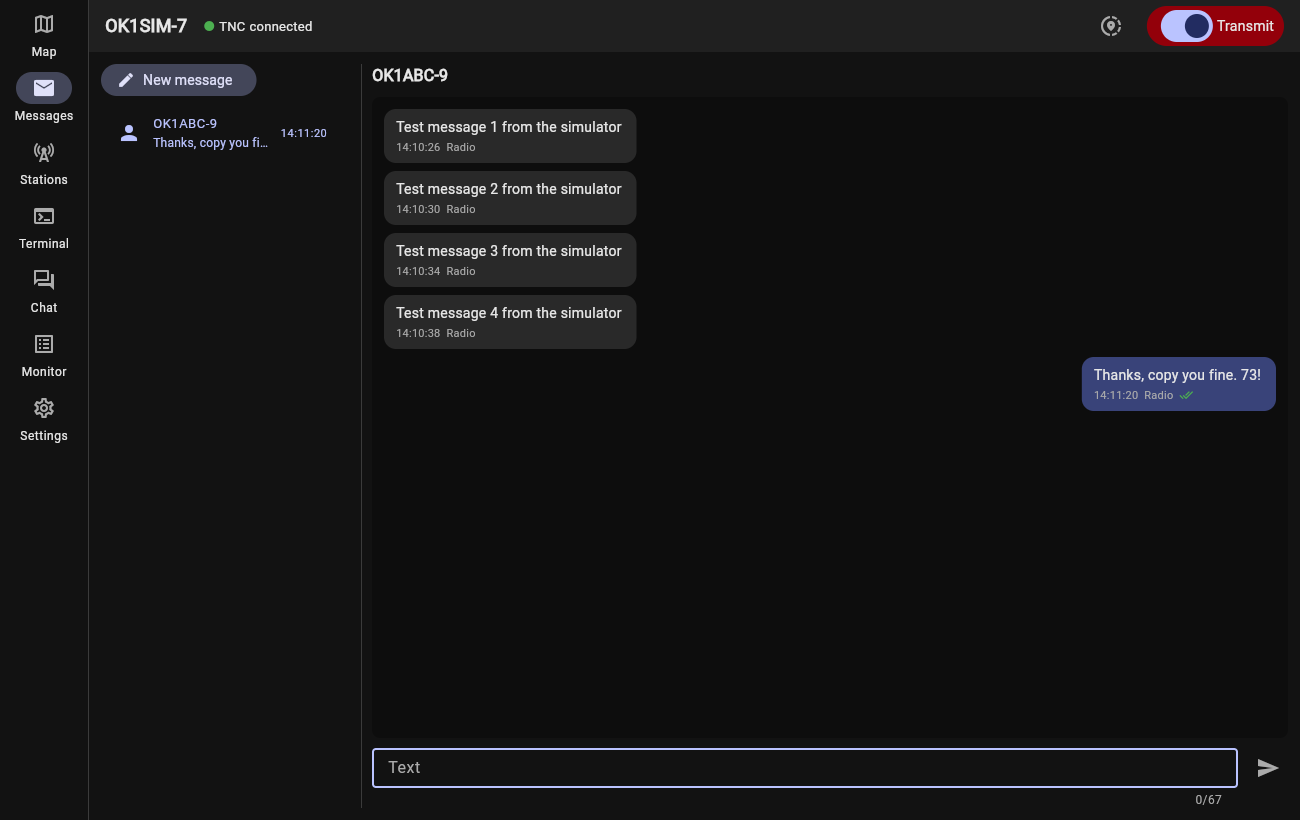 OK1SIM-7
TNC connected
Transmit
Map
Messages
Stations
Terminal
Chat
Monitor
Settings
New message
OK1ABC-9
14:11:20
Thanks, copy you fi…
OK1ABC-9
Test message 1 from the simulator
14:10:26 Radio
Test message 2 from the simulator
14:10:30 Radio
Test message 3 from the simulator
14:10:34 Radio
Test message 4 from the simulator
14:10:38 Radio
Thanks, copy you fine. 73!
14:11:20 Radio
Text
0/67